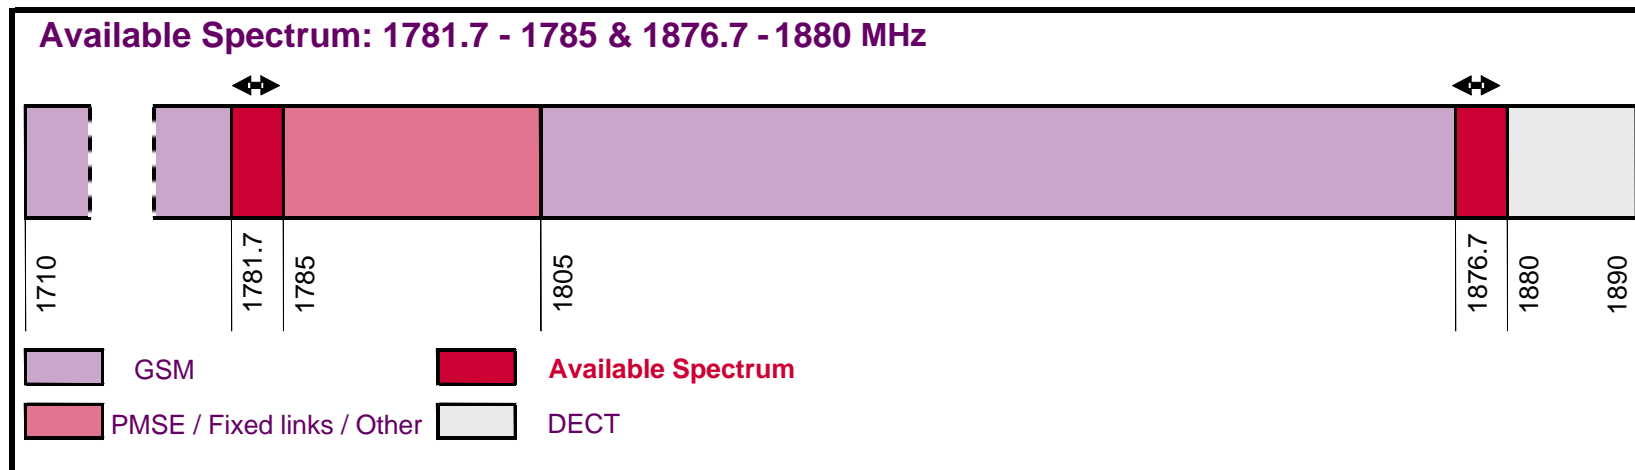 Available Spectrum: 1781.7 - 1785 & 1876.7 - 1880 MHz
1710
1781.7
1785
1805
1876.7
1880
1890
GSM
Available Spectrum
PMSE / Fixed links / Other
DECT